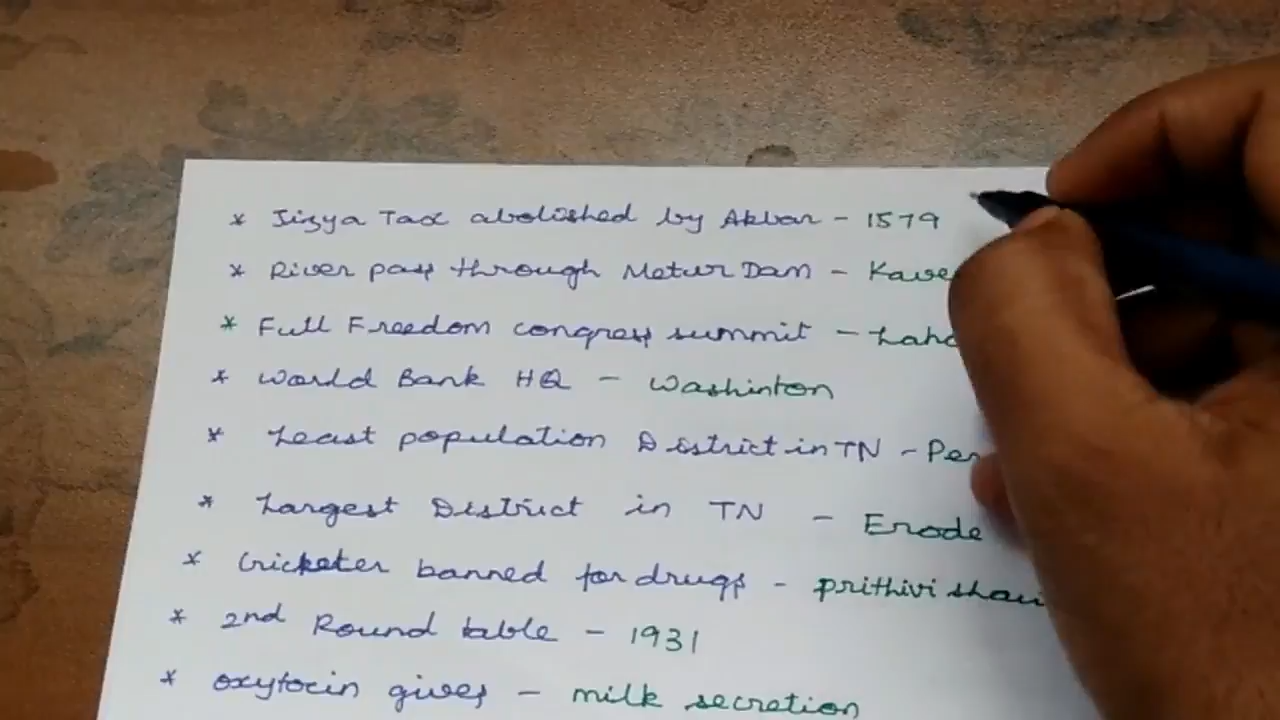 * Jizya Tax abolished by Akbar - 1579
* River pass through Metur Dam - Kave
* Full Freedom congress summit - Laho
* World Bank HQ - Washinton
* Least population District in TN - Per
* Largest District in TN - Erode
* Cricketer banned for drugs - prithivi shaw
* 2nd Round table - 1931
* oxytocin gives - milk secretion